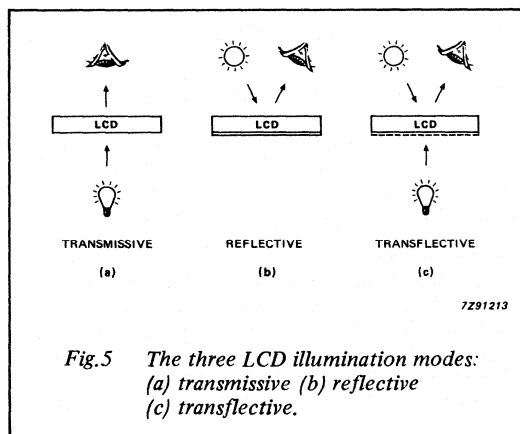 LCD LCD LCD
TRANSMISSIVE REFLECTIVE TRANSFLECTIVE
(a) (b) (c)
7Z91213
Fig.5 The three LCD illumination modes:
(a) transmissive (b) reflective
(c) transflective.